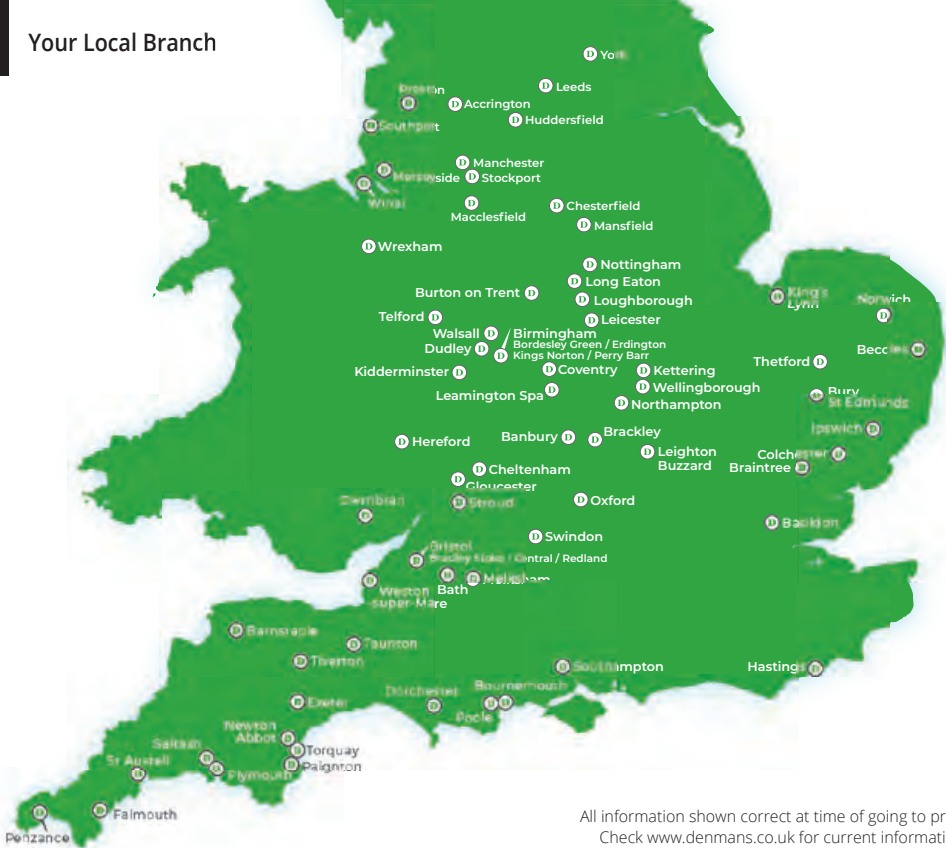 Your Local Branch
York
Leeds
Preston
Accrington
Huddersfield
Southport
Manchester
Merseyside
Stockport
Wirral
Macclesfield
Chesterfield
Mansfield
Wrexham
Nottingham
Long Eaton
Burton on Trent
Loughborough
King's
Lynn
Norwich
Telford
Leicester
Walsall
Birmingham
Bordesley Green / Erdington
Kings Norton / Perry Barr
Dudley
Beccles
Thetford
Kidderminster
Coventry
Kettering
Wellingborough
Leamington Spa
Northampton
Bury
St Edmunds
Ipswich
Hereford
Banbury
Brackley
Leighton
Buzzard
Colchester
Braintree
Cheltenham
Gloucester
Cwmbran
Stroud
Oxford
Basildon
Swindon
Bristol
Bradley Stoke / Central / Redland
Bath
Melksham
Weston
super-Mare
Barnstaple
Taunton
Tiverton
Southampton
Hastings
Exeter
Dorchester
Bournemouth
Poole
Newton
Abbot
Torquay
Paignton
Saltash
Plymouth
St Austell
Falmouth
Penzance
All information shown correct at time of going to pr
Check www.denmans.co.uk for current informati